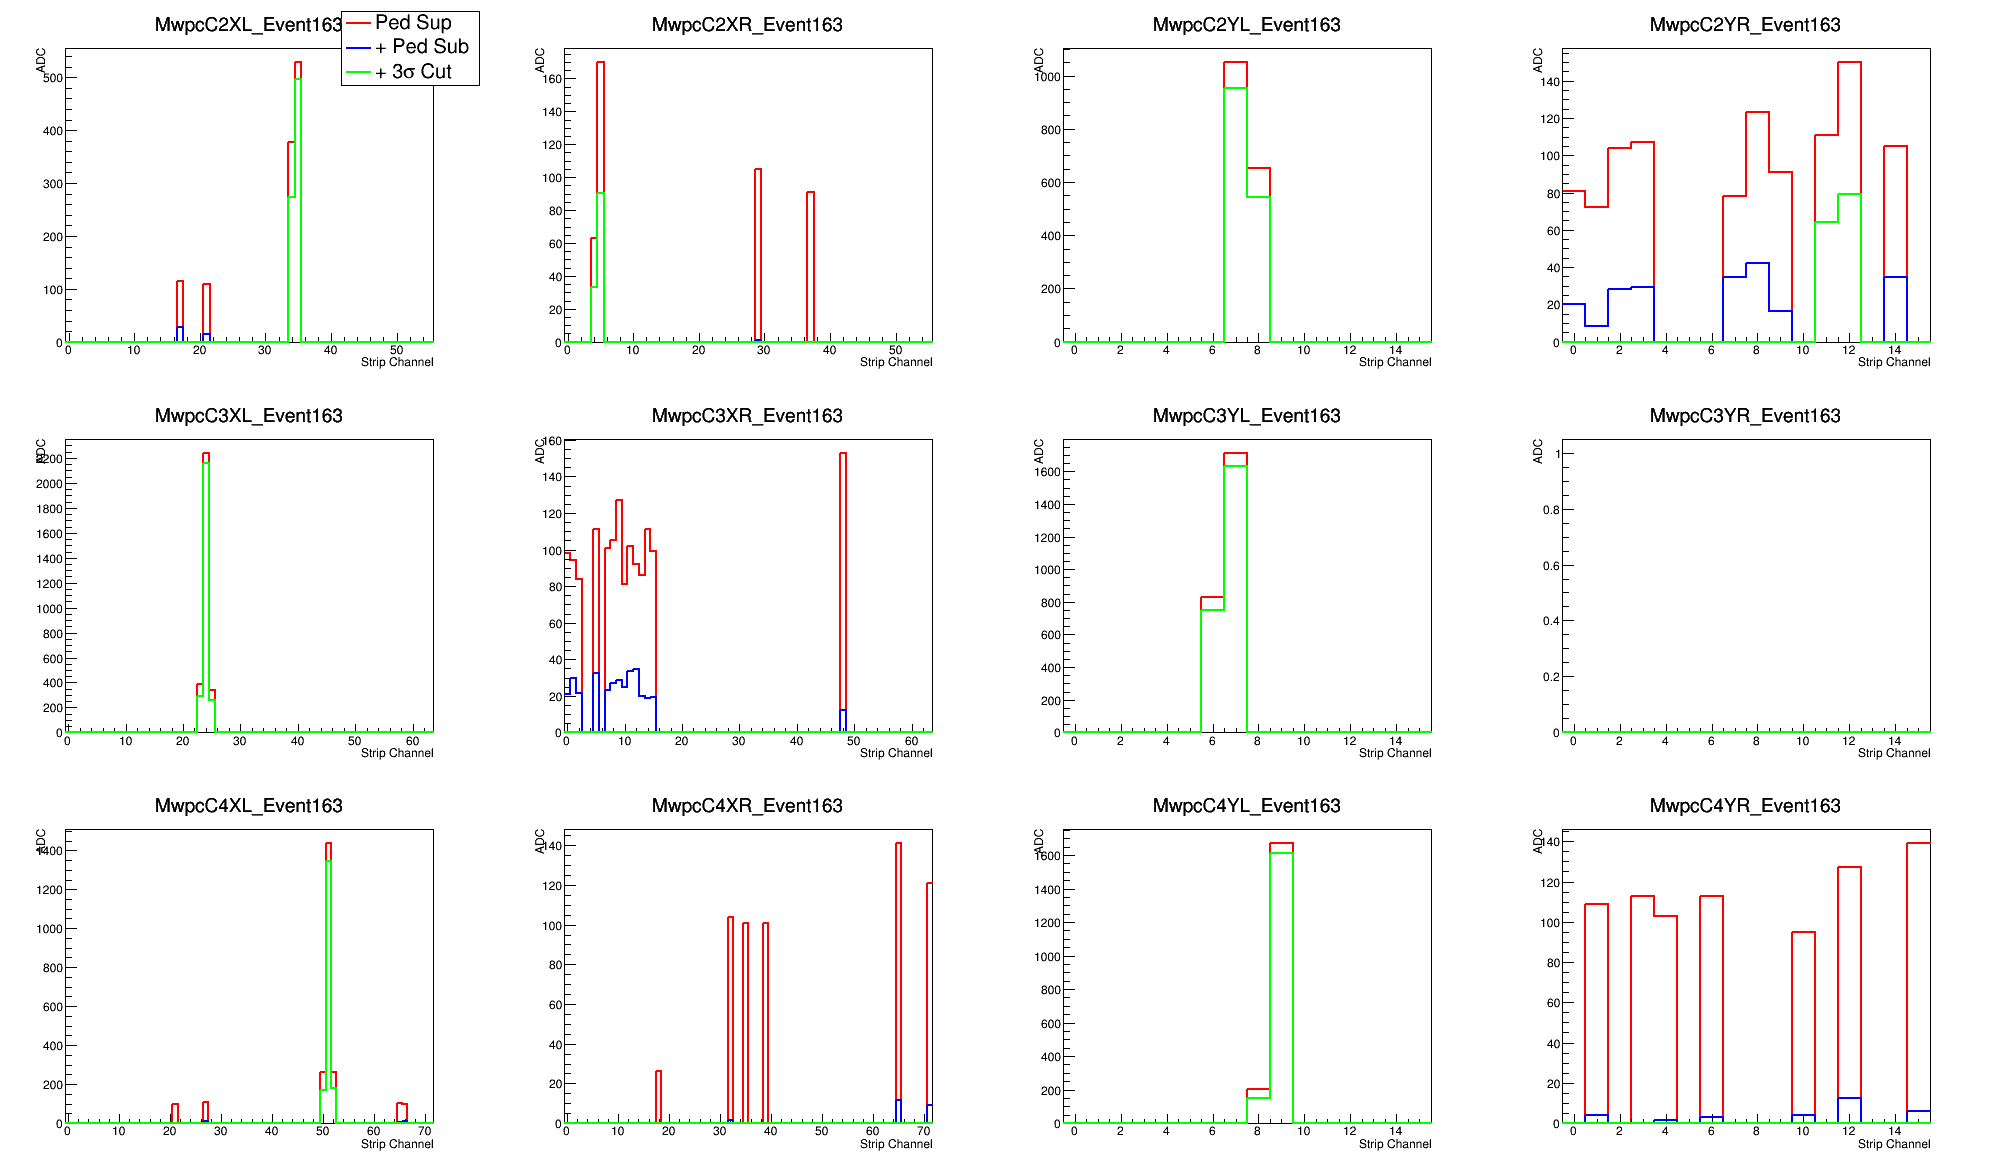 MwpcC2XL_Event163
Ped Sup
+ Ped Sub
+ 3σ Cut
ADC
500
400
300
200
100
0
0 10 20 30 40 50
Strip Channel
MwpcC2XR_Event163
ADC
160
140
120
100
80
60
40
20
0
0 10 20 30 40 50
Strip Channel
MwpcC2YL_Event163
ADC
1000
800
600
400
200
0
0 2 4 6 8 10 12 14
Strip Channel
MwpcC2YR_Event163
ADC
140
120
100
80
60
40
20
0
0 2 4 6 8 10 12 14
Strip Channel
MwpcC3XL_Event163
ADC
2200
2000
1800
1600
1400
1200
1000
800
600
400
200
0
0 10 20 30 40 50 60
Strip Channel
MwpcC3XR_Event163
ADC
160
140
120
100
80
60
40
20
0
0 10 20 30 40 50 60
Strip Channel
MwpcC3YL_Event163
ADC
1600
1400
1200
1000
800
600
400
200
0
0 2 4 6 8 10 12 14
Strip Channel
MwpcC3YR_Event163
ADC
1
0.8
0.6
0.4
0.2
0
0 2 4 6 8 10 12 14
Strip Channel
MwpcC4XL_Event163
ADC
1400
1200
1000
800
600
400
200
0
0 10 20 30 40 50 60 70
Strip Channel
MwpcC4XR_Event163
ADC
140
120
100
80
60
40
20
0
0 10 20 30 40 50 60 70
Strip Channel
MwpcC4YL_Event163
ADC
1600
1400
1200
1000
800
600
400
200
0
0 2 4 6 8 10 12 14
Strip Channel
MwpcC4YR_Event163
ADC
140
120
100
80
60
40
20
0
0 2 4 6 8 10 12 14
Strip Channel